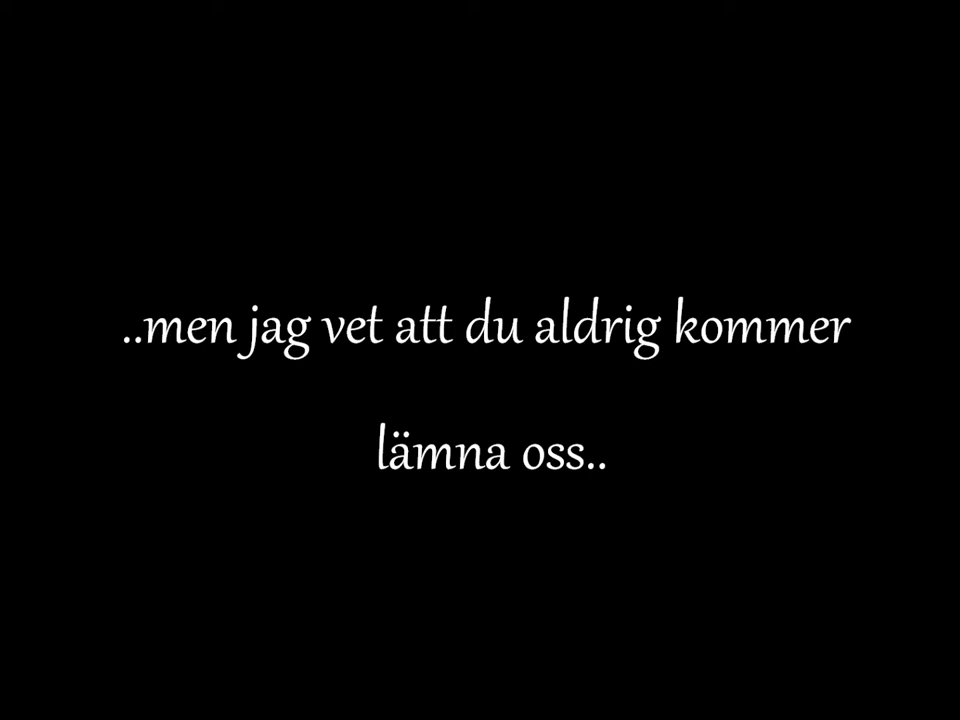 ..men jag vet att du aldrig kommer
lämna oss..